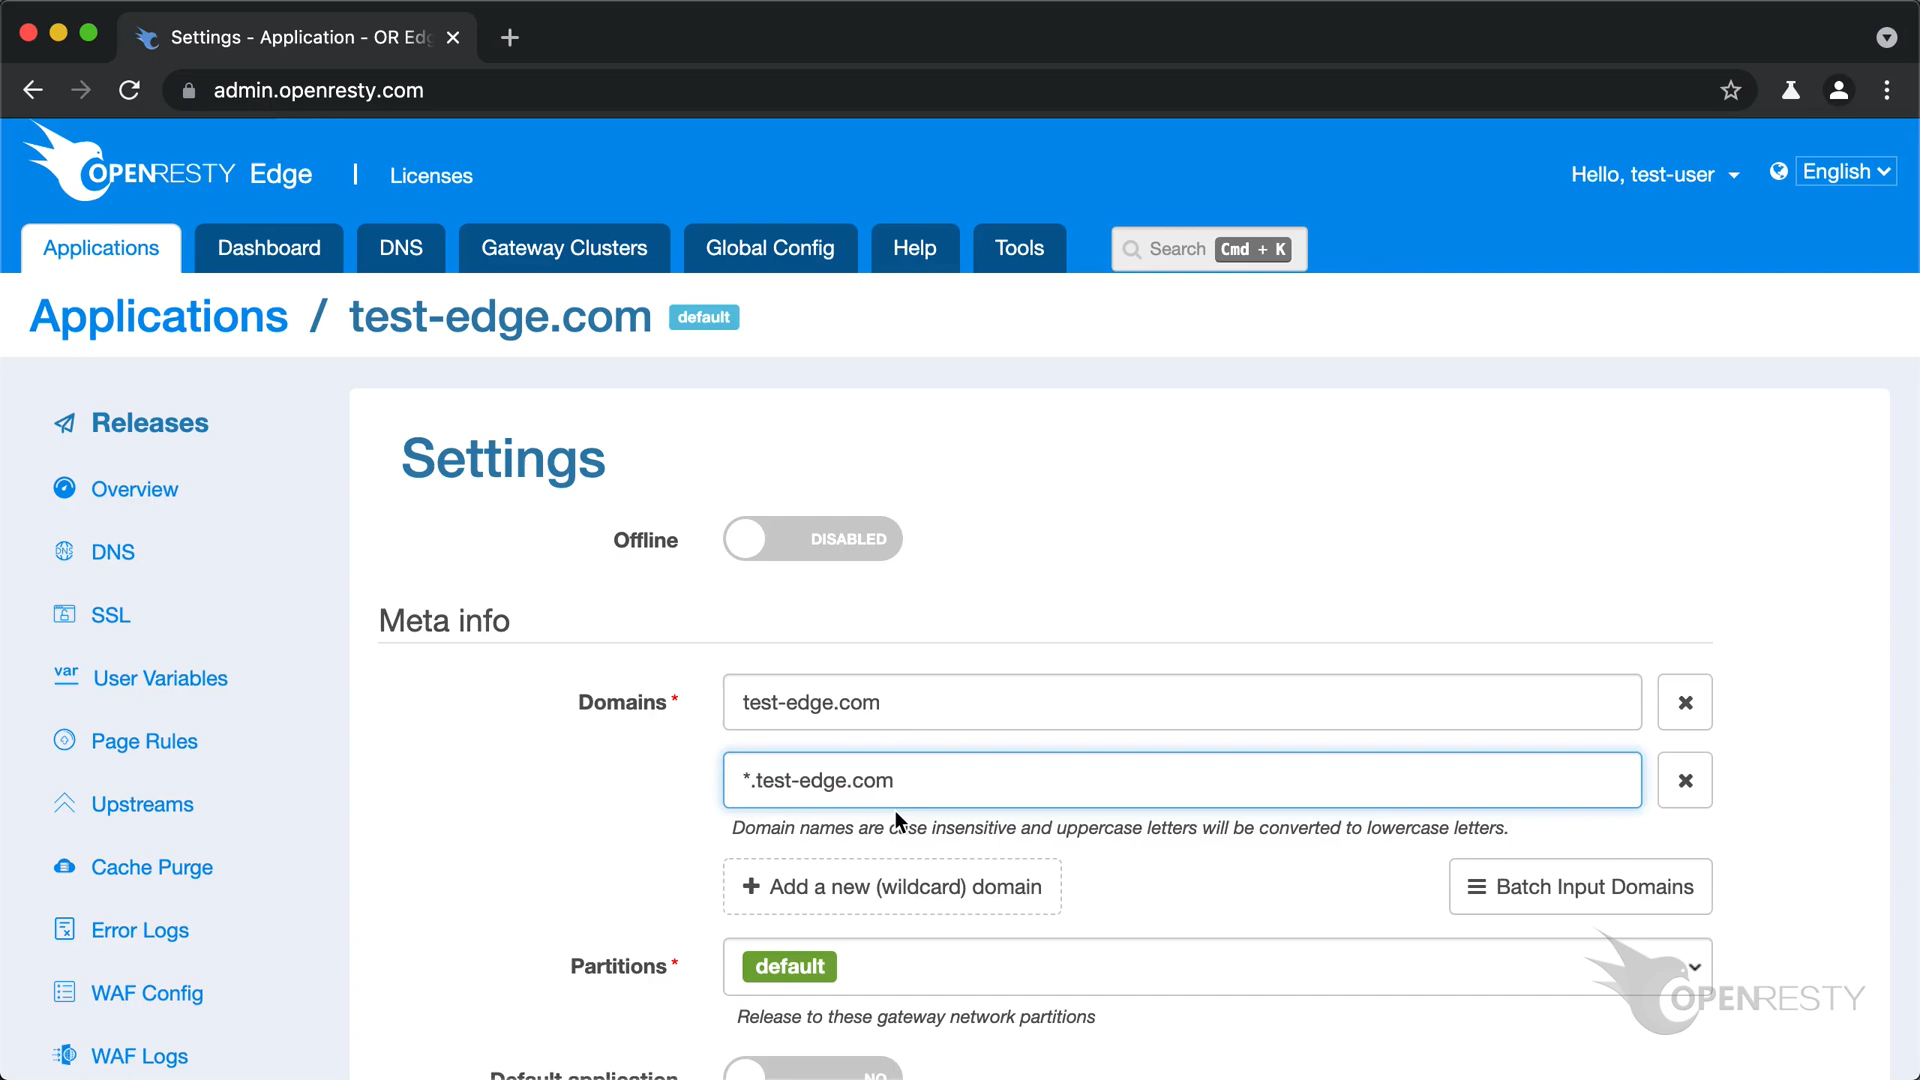 Settings - Application - OR Edg
admin.openresty.com
OPENRESTY Edge | Licenses
Hello, test-user
English
Applications
Dashboard
DNS
Gateway Clusters
Global Config
Help
Tools
Search Cmd + K
Applications / test-edge.com default
Releases
Overview
DNS
SSL
var User Variables
Page Rules
Upstreams
Cache Purge
Error Logs
WAF Config
WAF Logs
Settings
Offline DISABLED
Meta info
Domains * test-edge.com
*.test-edge.com
Domain names are case insensitive and uppercase letters will be converted to lowercase letters.
+ Add a new (wildcard) domain
Batch Input Domains
Partitions * default
Release to these gateway network partitions
OPENRESTY
Default application NO